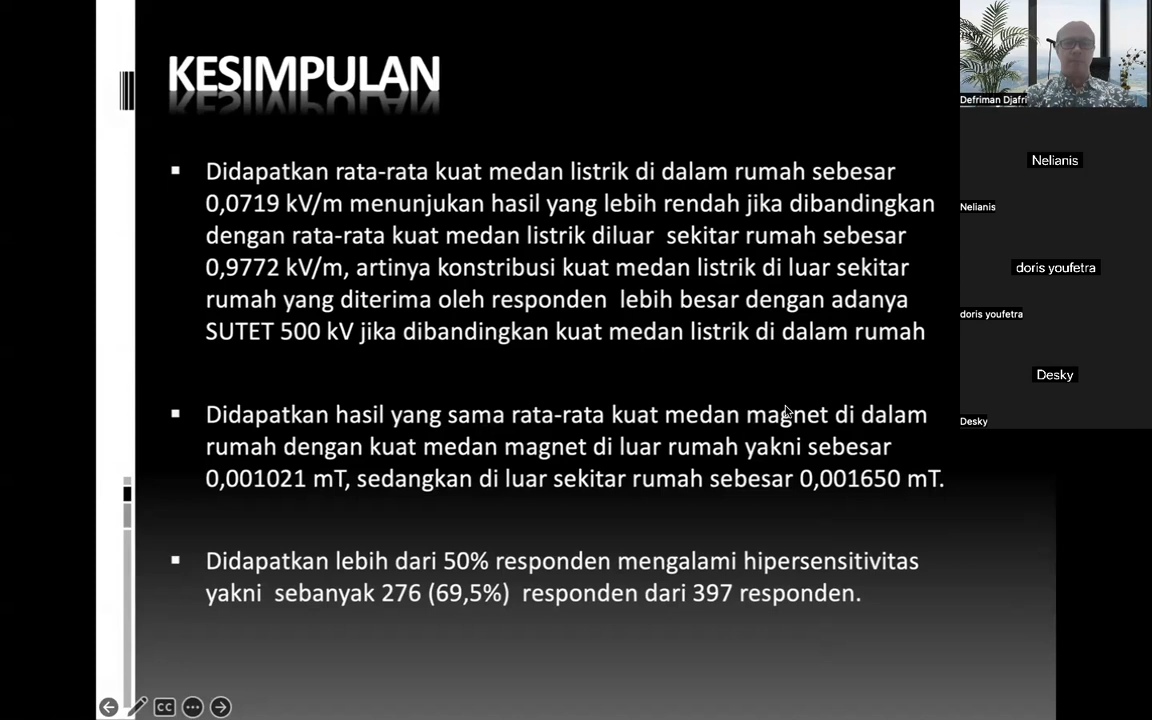 KESIMPULAN
Didapatkan rata-rata kuat medan listrik di dalam rumah sebesar
0,0719 kV/m menunjukan hasil yang lebih rendah jika dibandingkan
dengan rata-rata kuat medan listrik diluar sekitar rumah sebesar
0,9772 kV/m, artinya konstribusi kuat medan listrik di luar sekitar
rumah yang diterima oleh responden lebih besar dengan adanya
SUTET 500 kV jika dibandingkan kuat medan listrik di dalam rumah
Didapatkan hasil yang sama rata-rata kuat medan magnet di dalam
rumah dengan kuat medan magnet di luar rumah yakni sebesar
0,001021 mT, sedangkan di luar sekitar rumah sebesar 0,001650 mT.
Didapatkan lebih dari 50% responden mengalami hipersensitivitas
yakni sebanyak 276 (69,5%) responden dari 397 responden.
CC
Defriman Djafri
Nelianis
Nelianis
doris youfetra
doris youfetra
Desky
Desky